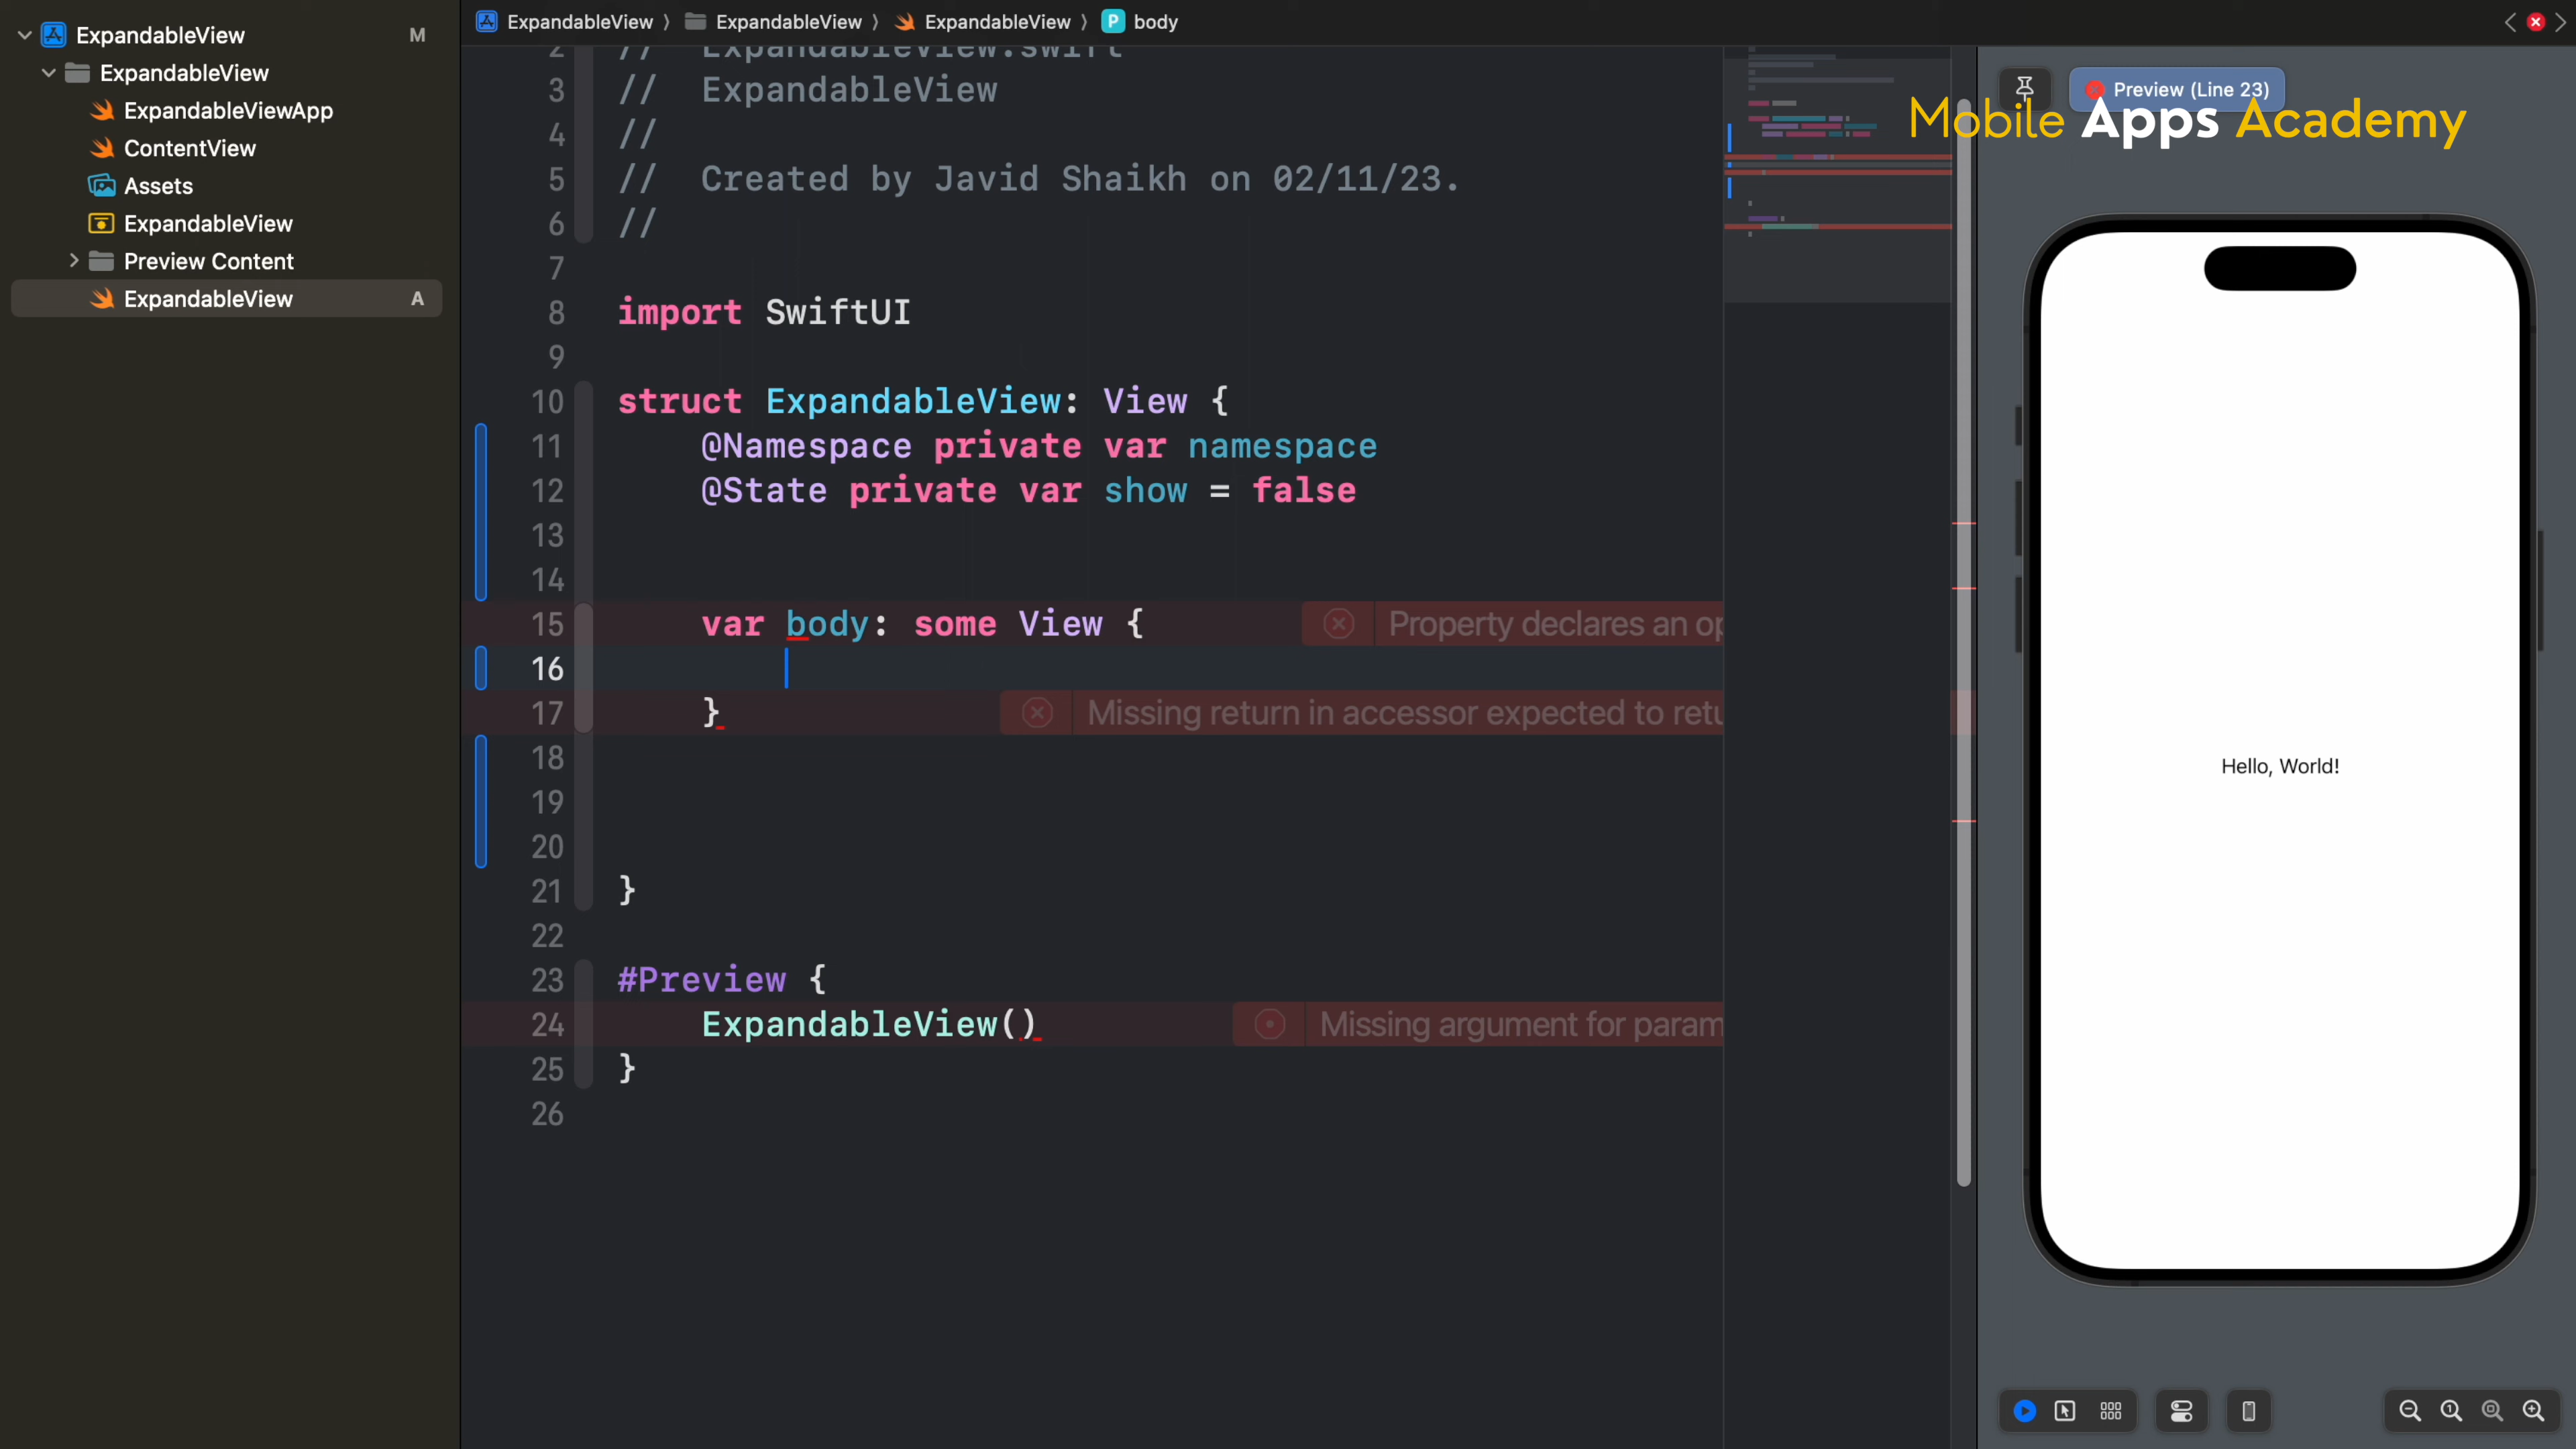 ExpandableView M
ExpandableView
ExpandableViewApp
ContentView
Assets
ExpandableView
Preview Content
ExpandableView A
ExpandableView ExpandableView ExpandableView P body
2 // ExpandableView.swift
3 // ExpandableView
4 //
5 // Created by Javid Shaikh on 02/11/23.
6 //
7
8 import SwiftUI
9
10 struct ExpandableView: View {
11 @Namespace private var namespace
12 @State private var show = false
13
14
15 var body: some View { Property declares an op
16
17 } Missing return in accessor expected to retu
18
19
20
21 }
22
23 #Preview {
24 ExpandableView() Missing argument for param
25 }
26
Preview (Line 23)
Mobile Apps Academy
Hello, World!